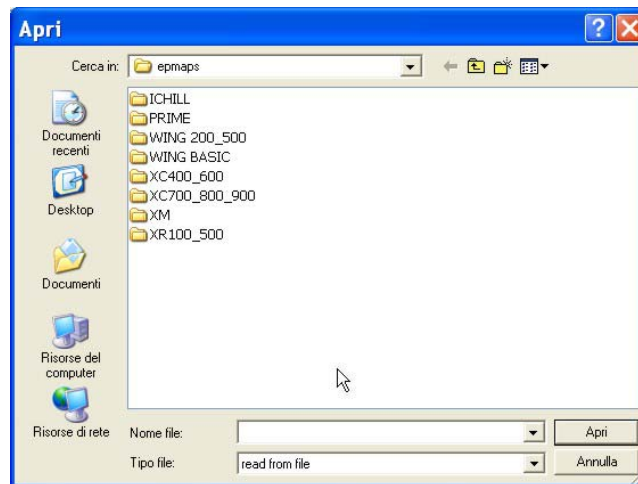 Apri
Cerca in: epmaps
Documenti recenti
Desktop
Documenti
Risorse del computer
Risorse di rete
ICHILL
PRIME
WING 200_500
WING BASIC
XC400_600
XC700_800_900
XM
XR100_500
Nome file:
Apri
Tipo file: read from file
Annulla